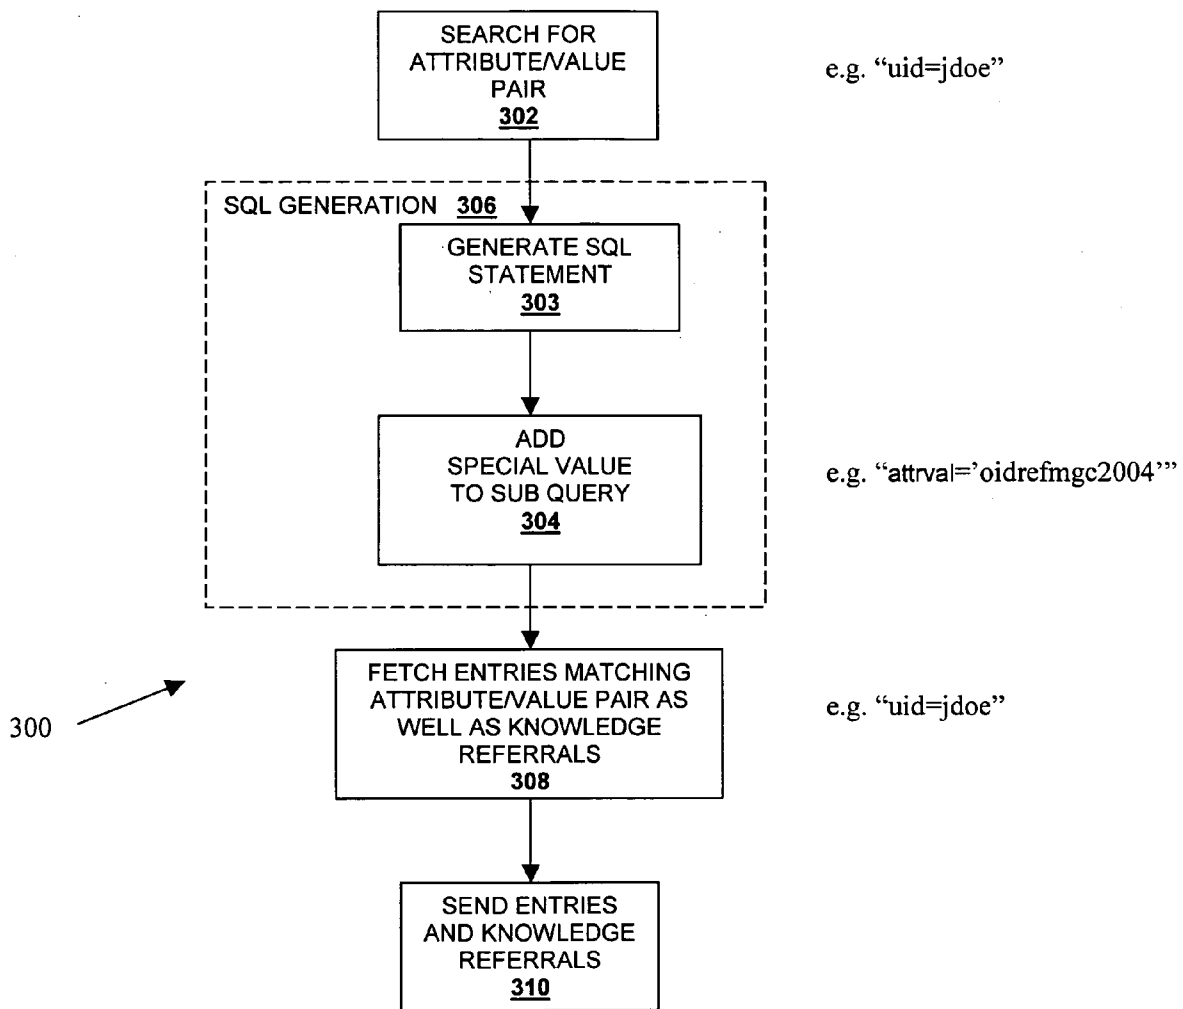 SEARCH FOR
ATTRIBUTE/VALUE
PAIR
302
e.g. “uid=jdoe”
SQL GENERATION 306
GENERATE SQL
STATEMENT
303
ADD
SPECIAL VALUE
TO SUB QUERY
304
e.g. “attrval=’oidrefmgc2004’”
FETCH ENTRIES MATCHING
ATTRIBUTE/VALUE PAIR AS
WELL AS KNOWLEDGE
REFERRALS
308
e.g. “uid=jdoe”
300
SEND ENTRIES
AND KNOWLEDGE
REFERRALS
310